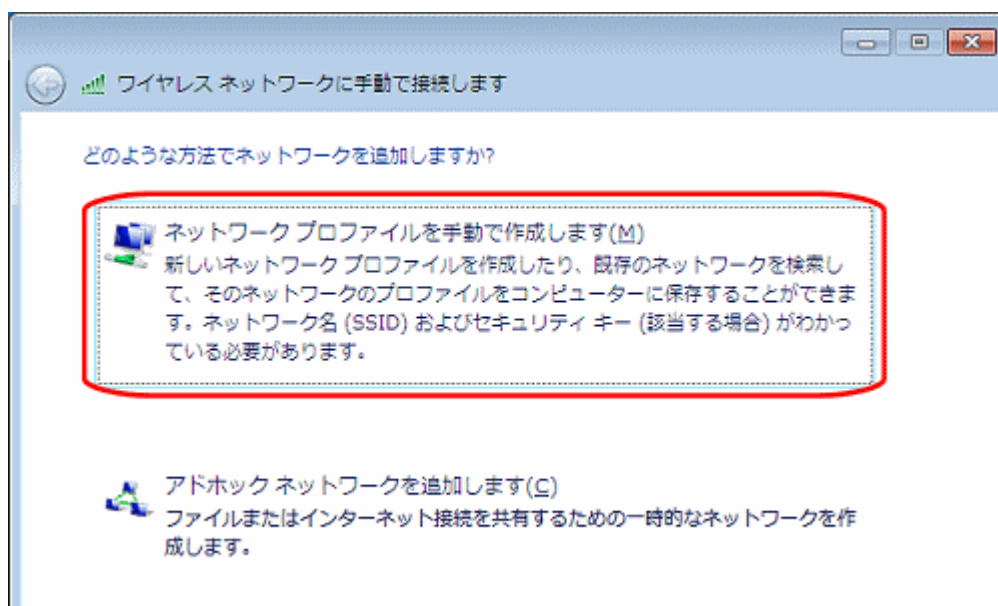 ワイヤレス ネットワークに手動で接続します
どのような方法でネットワークを追加しますか?
ネットワーク プロファイルを手動で作成します(M)
新しいネットワーク プロファイルを作成したり、既存のネットワークを検索し
て、そのネットワークのプロファイルをコンピューターに保存することができま
す。ネットワーク名 (SSID) およびセキュリティ キー (該当する場合) がわかっ
ている必要があります。
アドホック ネットワークを追加します(C)
ファイルまたはインターネット接続を共有するための一時的なネットワークを作
成します。